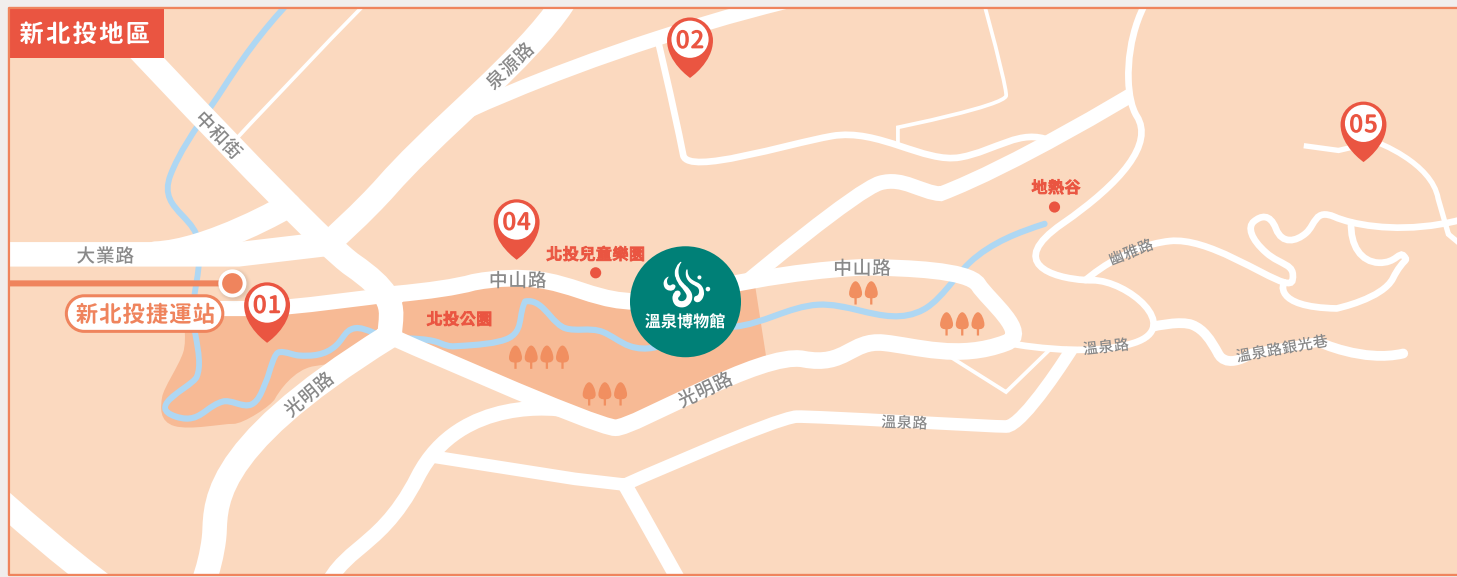 新北投地區
泉源路
02
中和街
05
地熱谷
04
大業路
北投兒童樂園
幽雅路
中山路
中山路
01
新北投捷運站
北投公園
溫泉博物館
溫泉路
溫泉路銀光巷
光明路
光明路
溫泉路